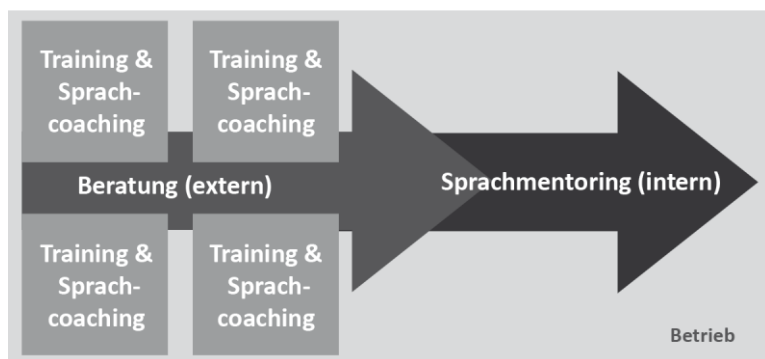 Training &
Sprach-
coaching
Training &
Sprach-
coaching
Beratung (extern)
Sprachmentoring (intern)
Training &
Sprach-
coaching
Training &
Sprach-
coaching
Betrieb